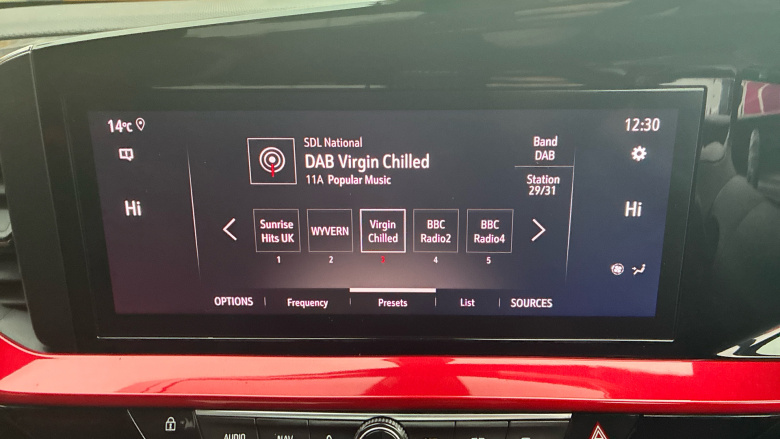 14°C
12:30
SDL National
DAB Virgin Chilled
11A Popular Music
Band
DAB
Station
29/31
Hi
Hi
Sunrise
Hits UK
WYVERN
Virgin
Chilled
BBC
Radio2
BBC
Radio4
1
2
3
4
5
OPTIONS
Frequency
Presets
List
SOURCES
AUDIO
NAV